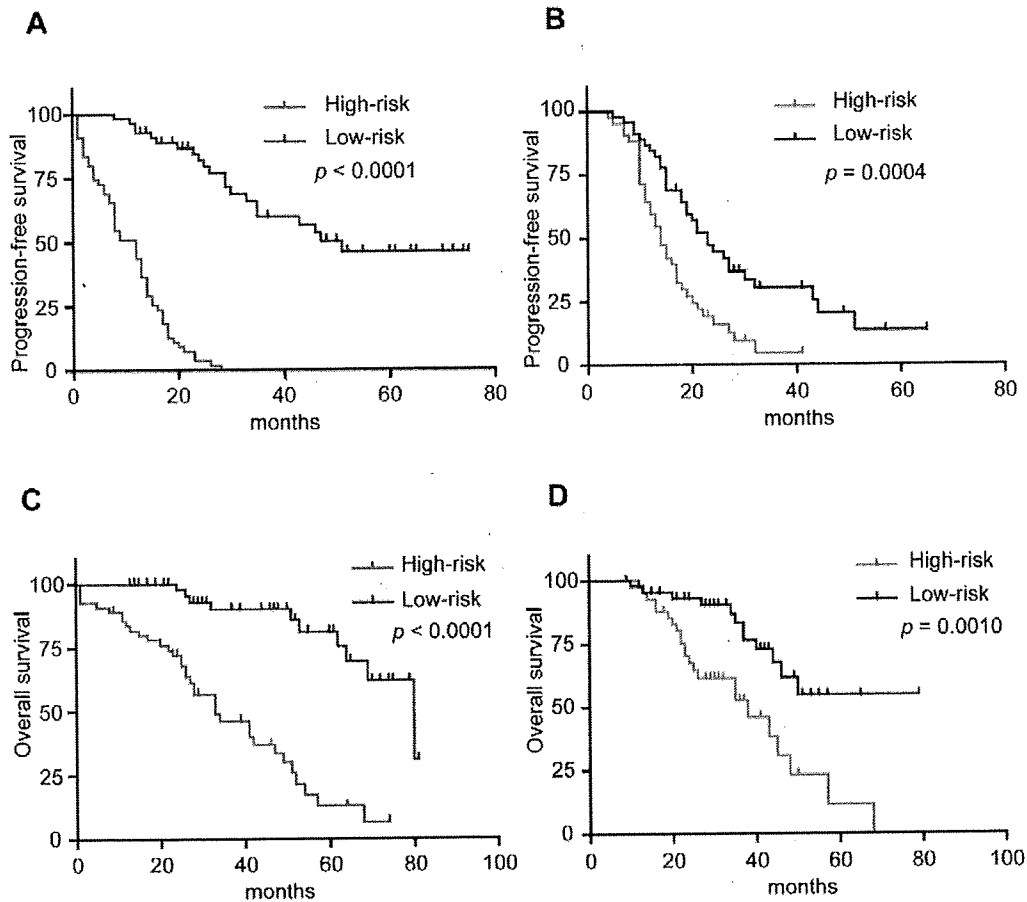 A
Progression-free survival
100
75
50
25
0
0 20 40 60 80
months
High-risk
Low-risk
p < 0.0001
B
Progression-free survival
100
75
50
25
0
0 20 40 60 80
months
High-risk
Low-risk
p = 0.0004
C
Overall survival
100
75
50
25
0
0 20 40 60 80 100
months
High-risk
Low-risk
p < 0.0001
D
Overall survival
100
75
50
25
0
0 20 40 60 80 100
months
High-risk
Low-risk
p = 0.0010